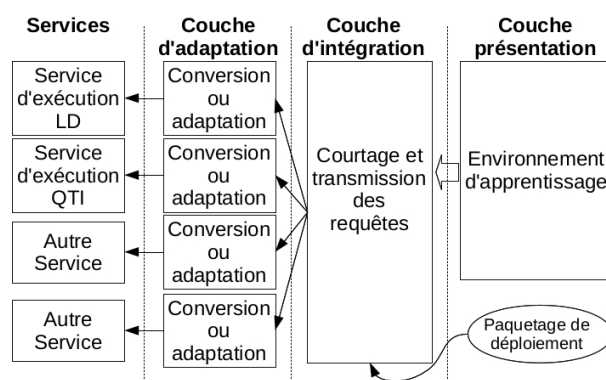 Services
Couche
d'adaptation
Couche
d'intégration
Couche
présentation
Service
d'exécution
LD
Conversion
ou
adaptation
Service
d'exécution
QTI
Conversion
ou
adaptation
Autre
Service
Conversion
ou
adaptation
Autre
Service
Conversion
ou
adaptation
Courtage et
transmission
des
requêtes
Environnement
d'apprentissage
Paquetage de
déploiement